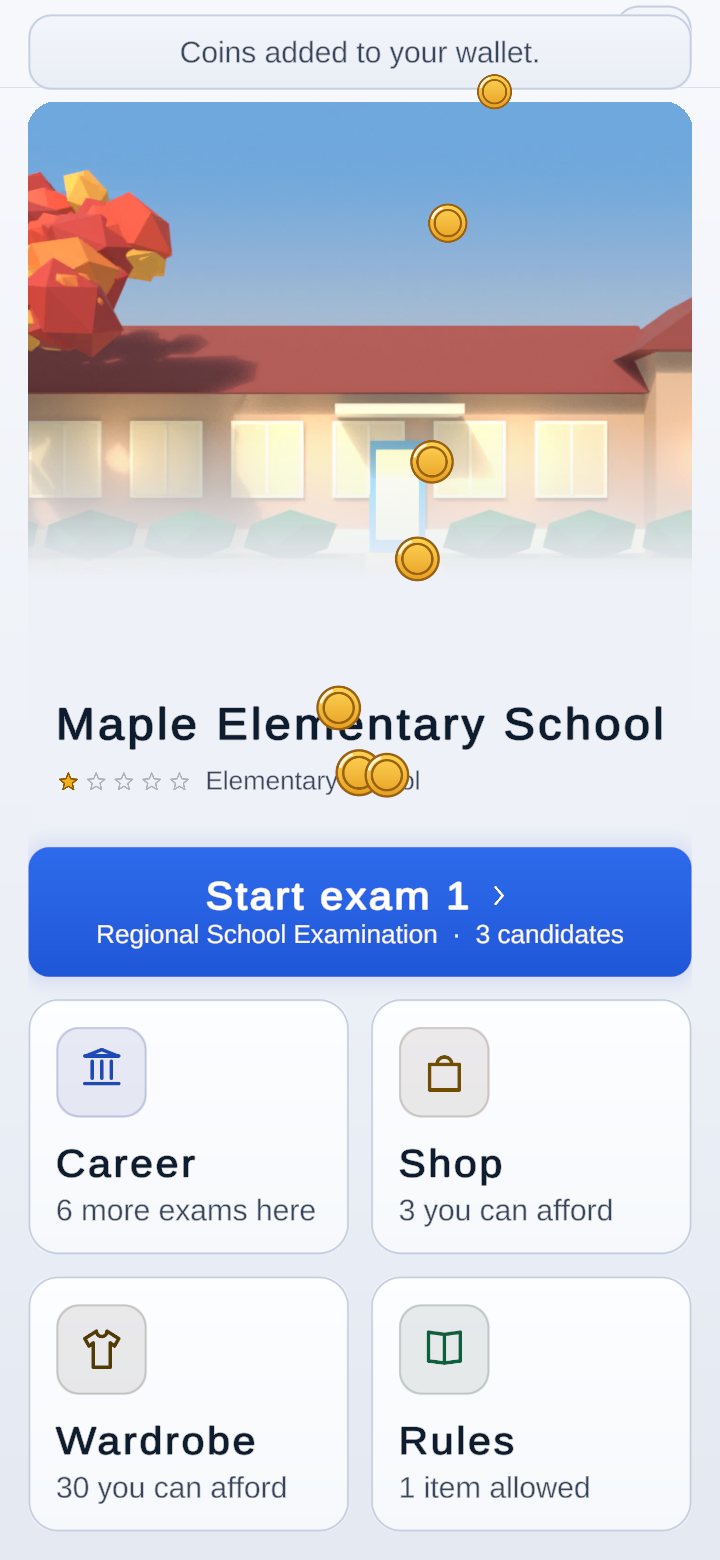 Coins added to your wallet.
Maple Elementary School
Elementary
Start exam 1
Regional School Examination · 3 candidates
Career
6 more exams here
Shop
3 you can afford
Wardrobe
30 you can afford
Rules
1 item allowed